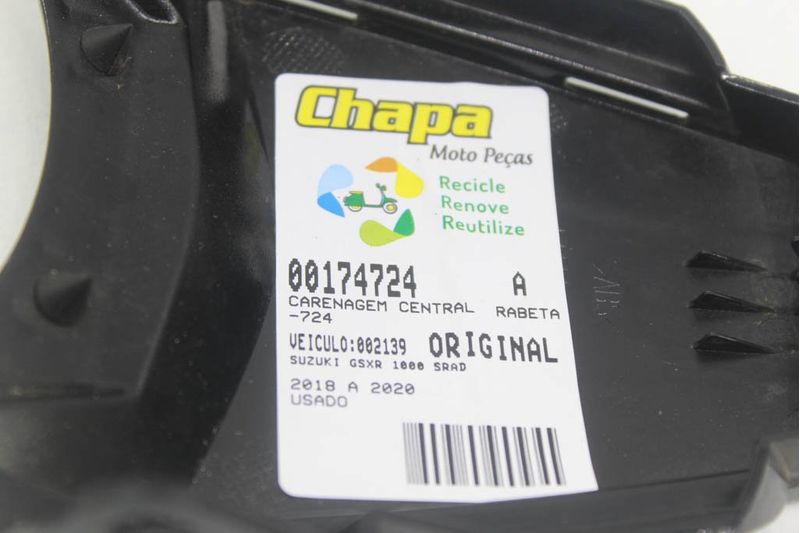 Chapa
Moto Peças
Recicle
Renove
Reutilize
00174724 A
CARENAGEM CENTRAL RABETA
-724
VEICULO:002139 ORIGINAL
SUZUKI GSXR 1000 SRAD
2018 A 2020
USADO